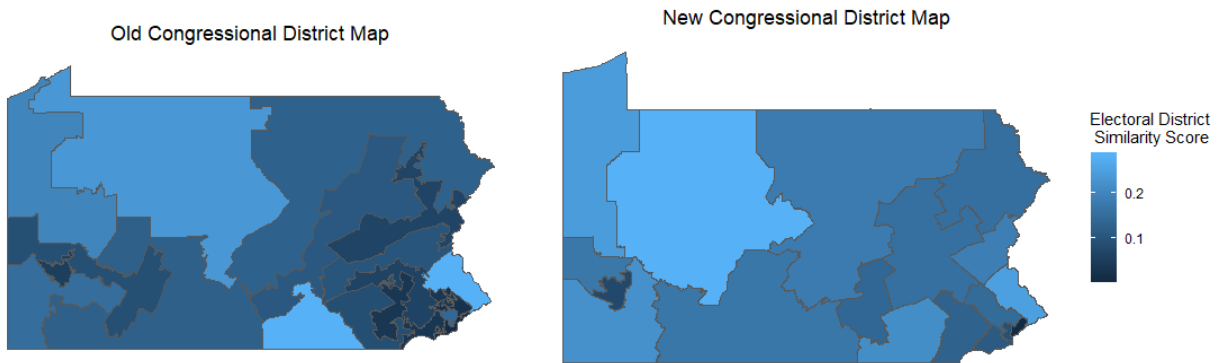 Old Congressional District Map
New Congressional District Map
Electoral District
Similarity Score
0.2
0.1